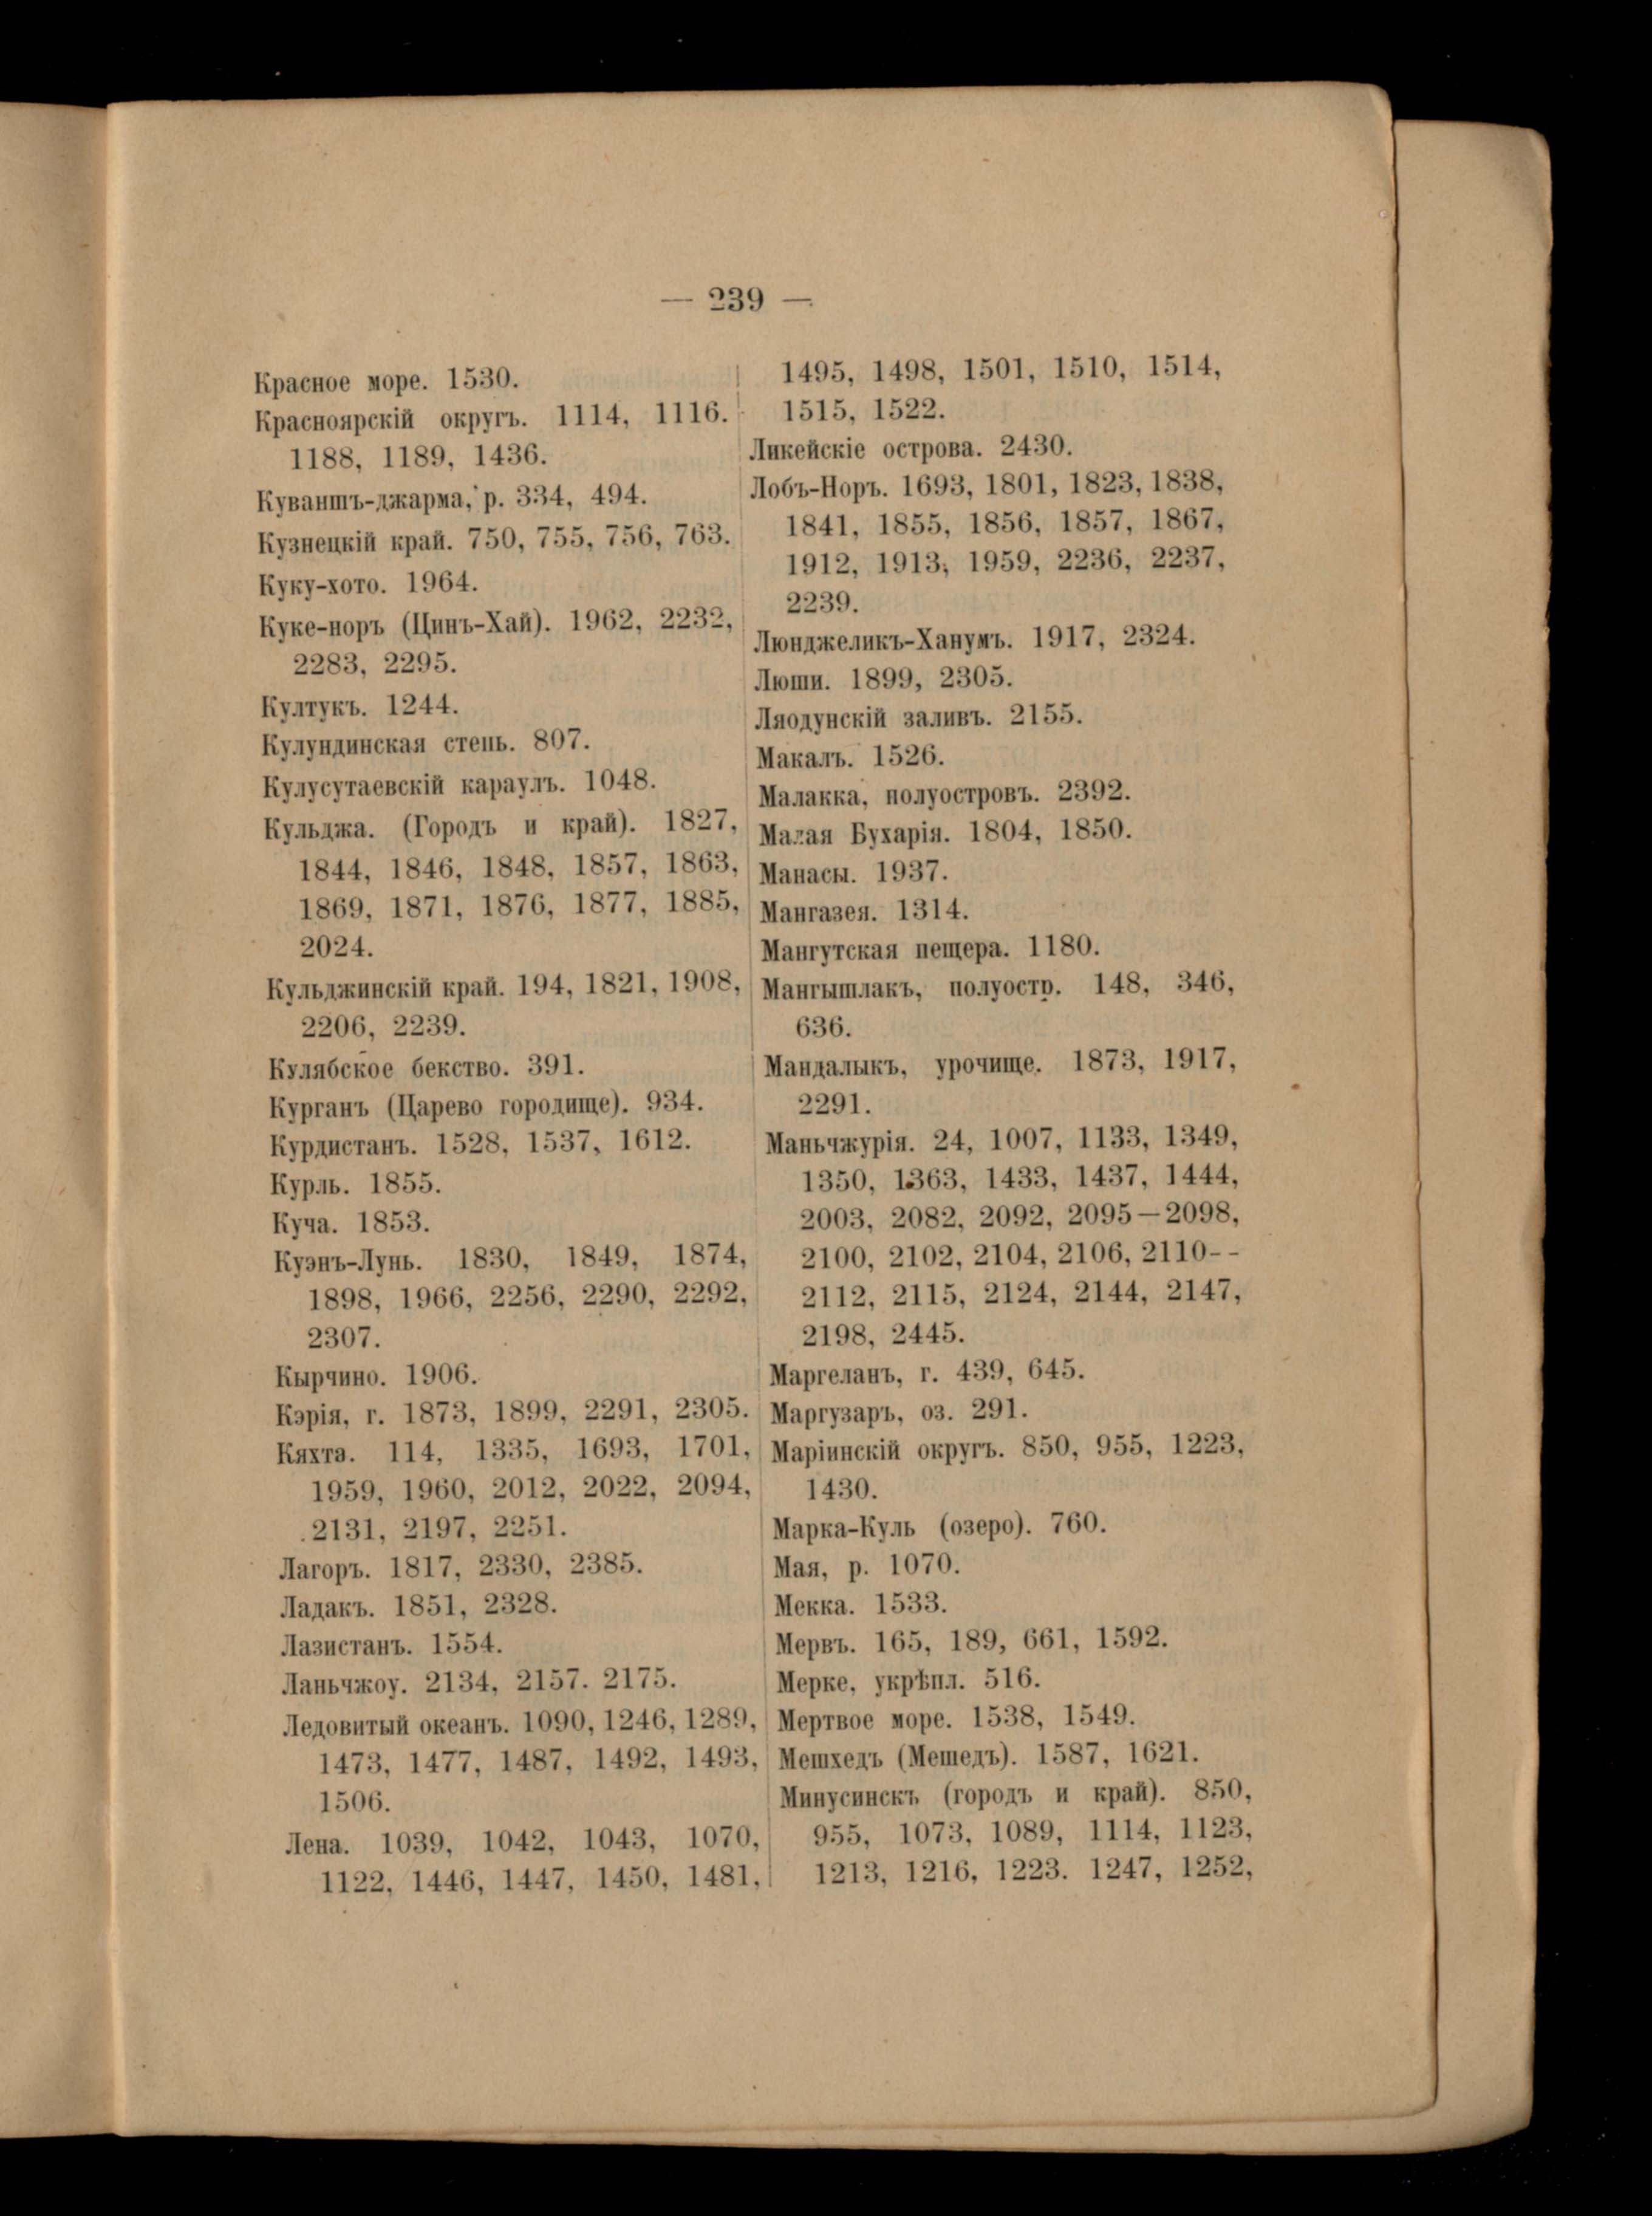 — 239 —
Красное море. 1530.
Красноярскій округъ. 1114, 1116.
1188, 1189, 1436.
Куваншъ-джарма, р. 334, 494.
Кузнецкій край. 750, 755, 756, 763.
Куку-хото. 1964.
Куке-норъ (Цинъ-Хай). 1962, 2232,
2283, 2295.
Култукъ. 1244.
Кулундинская степь. 807.
Кулусутаевскій караулъ. 1048.
Кульджа. (Городъ и край). 1827,
1844, 1846, 1848, 1857, 1863,
1869, 1871, 1876, 1877, 1885,
2024.
Кульджинскій край. 194, 1821, 1908,
2206, 2239.
Кулябское бекство. 391.
Курганъ (Царево городище). 934.
Курдистанъ. 1528, 1537, 1612.
Курль. 1855.
Куча. 1853.
Куэнъ-Лунь. 1830, 1849, 1874,
1898, 1966, 2256, 2290, 2292,
2307.
Кырчино. 1906.
Кэрія, г. 1873, 1899, 2291, 2305.
Кяхта. 114, 1335, 1693, 1701,
1959, 1960, 2012, 2022, 2094,
2131, 2197, 2251.
Лагоръ. 1817, 2330, 2385.
Ладакъ. 1851, 2328.
Лазистанъ. 1554.
Ланьчжоу. 2134, 2157. 2175.
Ледовитый океанъ. 1090, 1246, 1289,
1473, 1477, 1487, 1492, 1493,
1506.
Лена. 1039, 1042, 1043, 1070,
1122, 1446, 1447, 1450, 1481,
1495, 1498, 1501, 1510, 1514,
1515, 1522.
Ликейскіе острова. 2430.
Лобъ-Норъ. 1693, 1801, 1823, 1838,
1841, 1855, 1856, 1857, 1867,
1912, 1913, 1959, 2236, 2237,
2239.
Люнджеликъ-Ханумъ. 1917, 2324.
Люши. 1899, 2305.
Ляодунскій заливъ. 2155.
Макалъ. 1526.
Малакка, полуостровъ. 2392.
Малая Бухарія. 1804, 1850.
Манасы. 1937.
Мангазея. 1314.
Мангутская пещера. 1180.
Мангышлакъ, полуостр. 148, 346,
636.
Мандалыкъ, урочище. 1873, 1917,
2291.
Маньчжурія. 24, 1007, 1133, 1349,
1350, 1363, 1433, 1437, 1444,
2003, 2082, 2092, 2095—2098,
2100, 2102, 2104, 2106, 2110--
2112, 2115, 2124, 2144, 2147,
2198, 2445.
Маргеланъ, г. 439, 645.
Маргузаръ, оз. 291.
Маріинскій округъ. 850, 955, 1223,
1430.
Марка-Куль (озеро). 760.
Мая, р. 1070.
Мекка. 1533.
Мервъ. 165, 189, 661, 1592.
Мерке, укрѣпл. 516.
Мертвое море. 1538, 1549.
Мешхедъ (Мешедъ). 1587, 1621.
Минусинскъ (городъ и край). 850,
955, 1073, 1089, 1114, 1123,
1213, 1216, 1223. 1247, 1252,